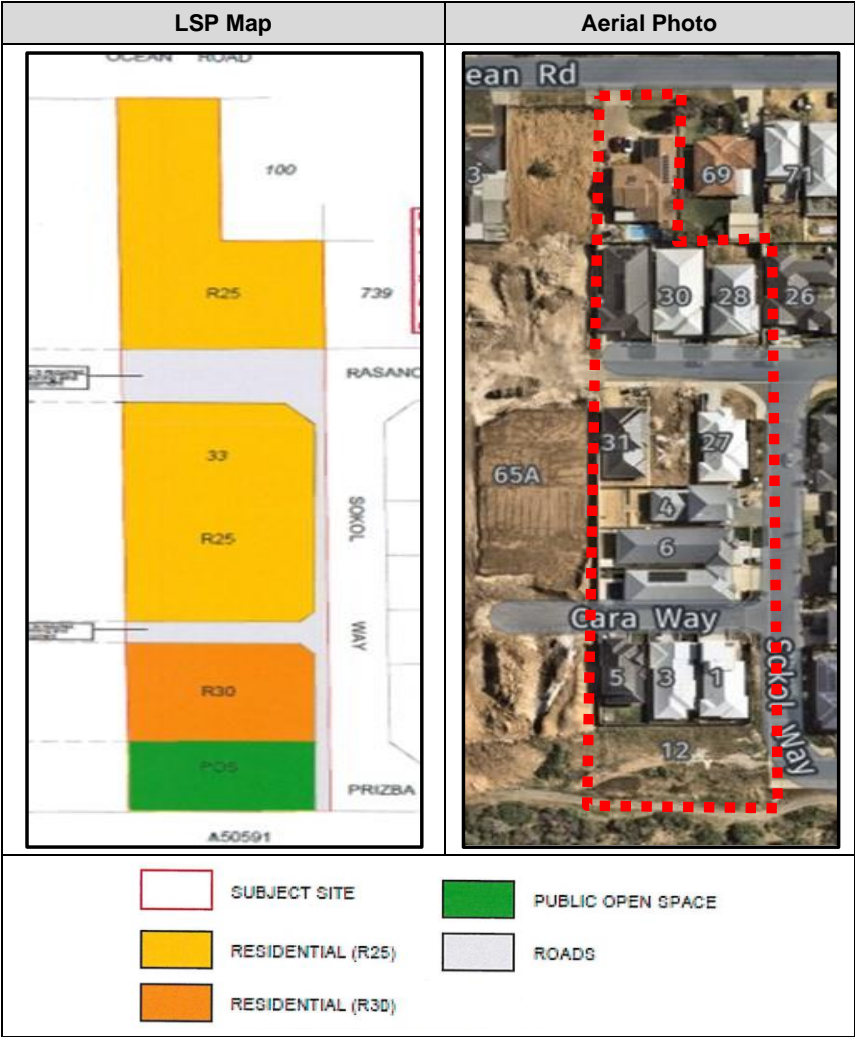 LSP Map
Aerial Photo
OCEAN ROAD
100
R25
739
RASANC
33
R25
SOKOL
WAY
R30
POS
PRIZBA
A50591
ean Rd
3
69
71
30
28
26
31
27
65A
4
6
Cara Way
5
3
1
Sokol Way
12
SUBJECT SITE
PUBLIC OPEN SPACE
RESIDENTIAL (R25)
ROADS
RESIDENTIAL (R30)